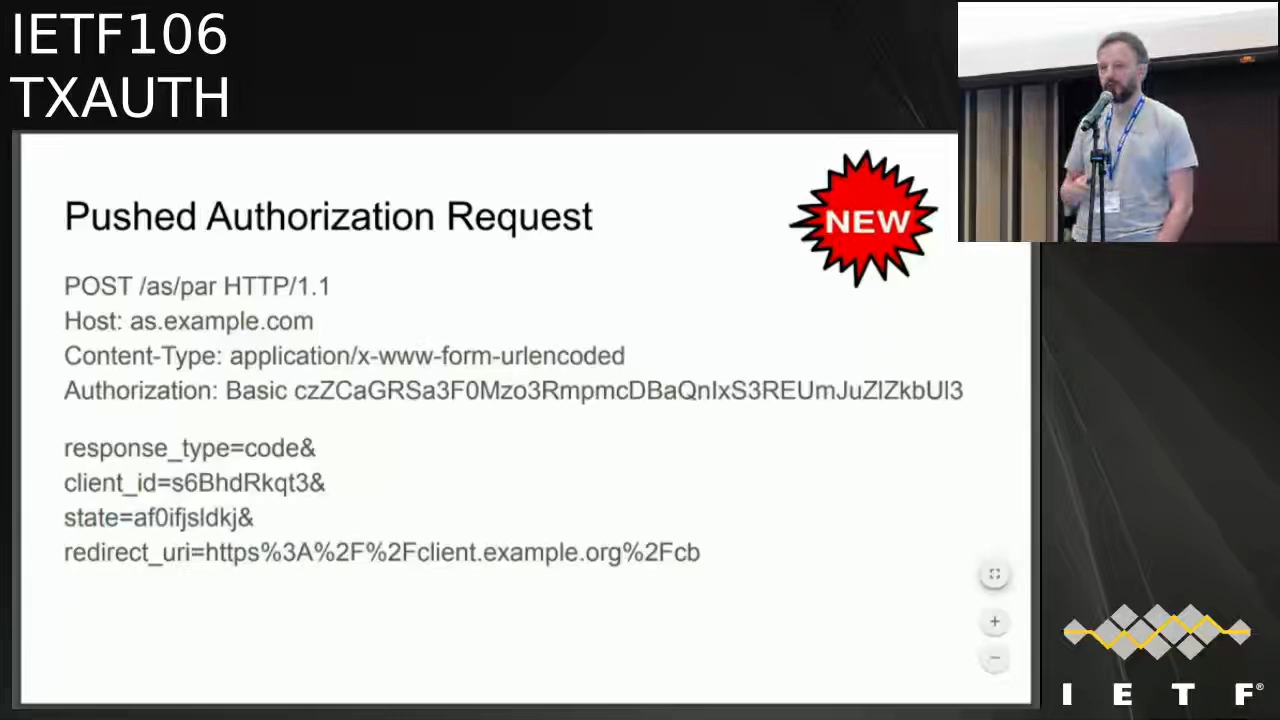 IETF106
TXAUTH
Pushed Authorization Request
NEW
POST /as/par HTTP/1.1
Host: as.example.com
Content-Type: application/x-www-form-urlencoded
Authorization: Basic czZCaGRSa3F0Mzo3RmpmcDBaQnIxS3REUmJuZlZkbUl3
response_type=code&
client_id=s6BhdRkqt3&
state=af0ifjsldkj&
redirect_uri=https%3A%2F%2Fclient.example.org%2Fcb
I E T F®